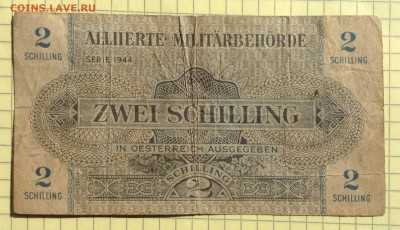 COINS.LAVE.RU
2 ALLIIERTE MILITÄRBEHÖRDE 2
SCHILLING SERIE 1944 SCHILLING
ZWEI SCHILLING
IN OESTERREICH AUSGEGEBEN
2 SCHILLING 2
SCHILLING 2 SCHILLING